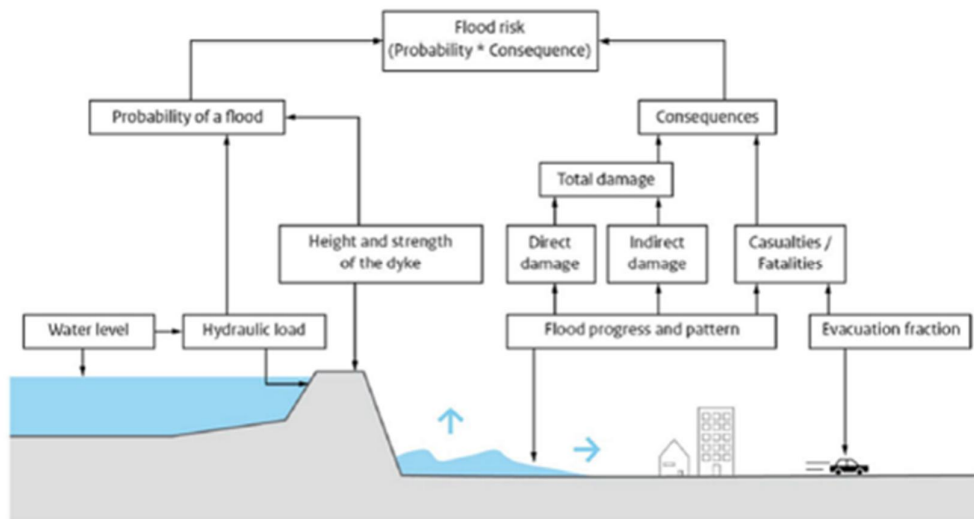 Flood risk
(Probability * Consequence)
Probability of a flood
Consequences
Total damage
Height and strength
of the dyke
Direct
damage
Indirect
damage
Casualties /
Fatalities
Water level
Hydraulic load
Flood progress and pattern
Evacuation fraction